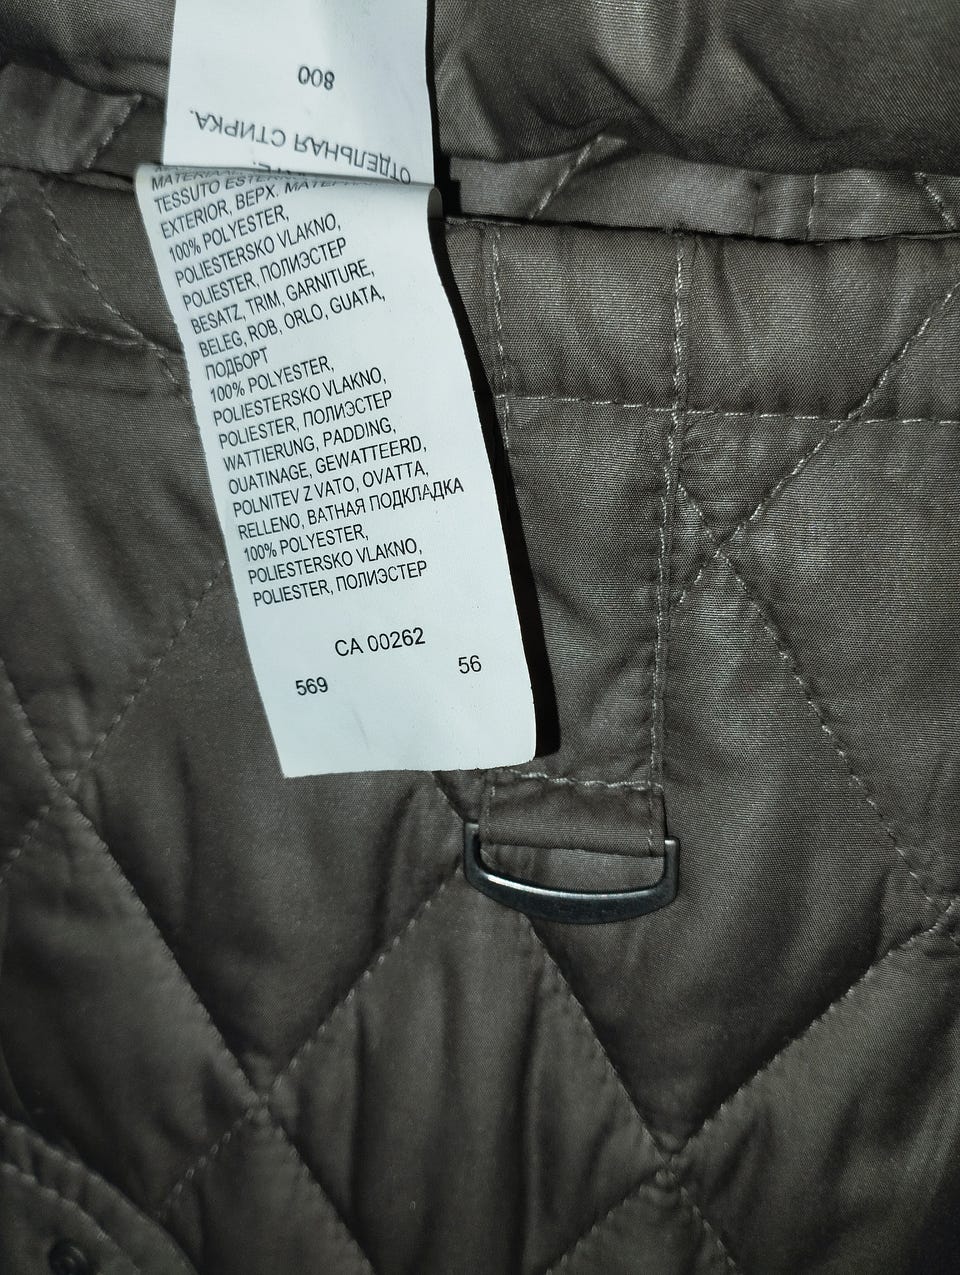 800
ОТДЕЛЬНАЯ СТИРКА.
TESSUTO
EXTERIOR, ВЕРХ.
100% POLYESTER,
POLIESTERSKO VLAKNO,
POLIESTER, ПОЛИЭСТЕР
BESATZ, TRIM, GARNITURE,
BELEG, ROB, ORLO, GUATA,
ПОДБОРТ
100% POLYESTER,
POLIESTERSKO VLAKNO,
POLIESTER, ПОЛИЭСТЕР
WATTIERUNG, PADDING,
OUATINAGE, GEWATTEERD,
POLNITEV Z VATO, OVATTA,
RELLENO, ВАТНАЯ ПОДКЛАДКА
100% POLYESTER,
POLIESTERSKO VLAKNO,
POLIESTER, ПОЛИЭСТЕР
CA 00262
569 56